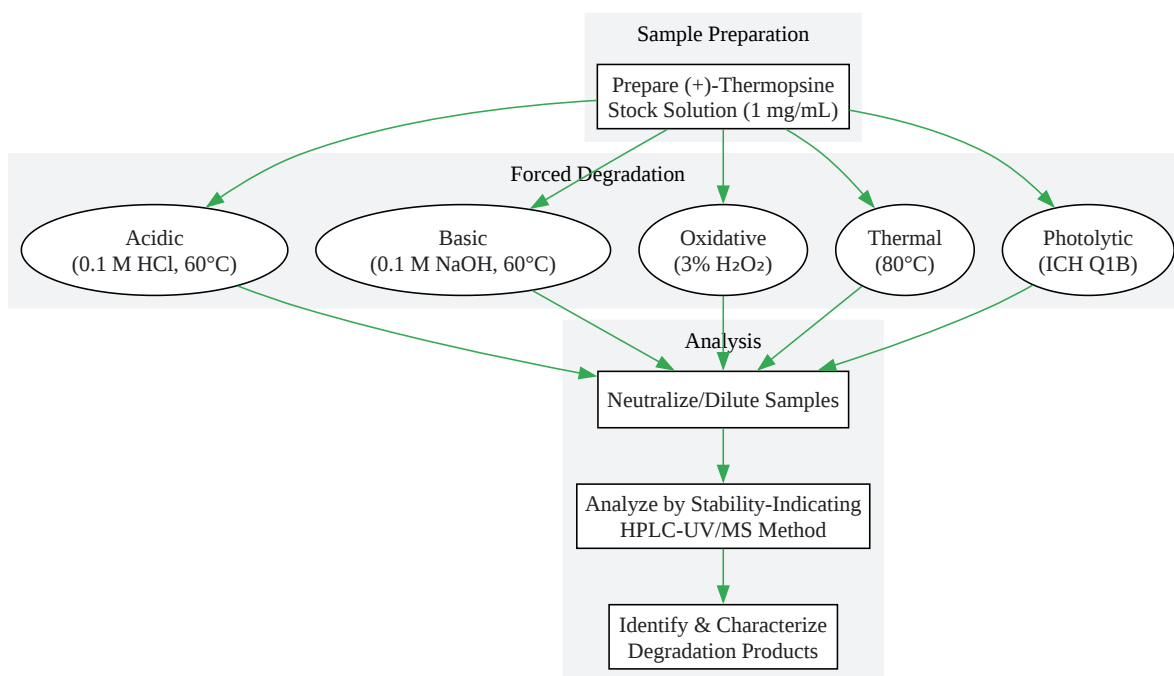 Sample Preparation
Prepare (+)-Thermopsine
Stock Solution (1 mg/mL)
Forced Degradation
Acidic
(0.1 M HCl, 60°C)
Basic
(0.1 M NaOH, 60°C)
Oxidative
(3% H₂O₂)
Thermal
(80°C)
Photolytic
(ICH Q1B)
Analysis
Neutralize/Dilute Samples
Analyze by Stability-Indicating
HPLC-UV/MS Method
Identify & Characterize
Degradation Products